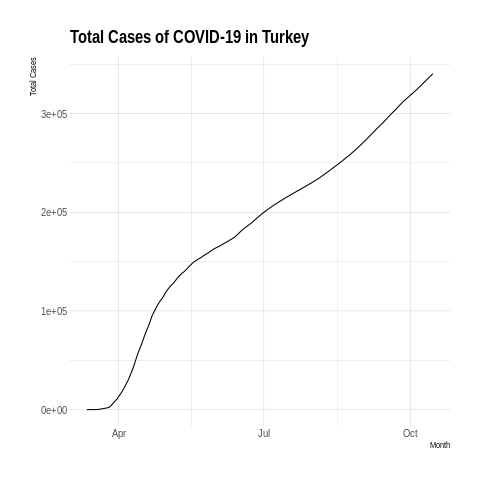 Total Cases of COVID-19 in Turkey
Total Cases
3e+05
2e+05
1e+05
0e+00
Apr Jul Oct
Month